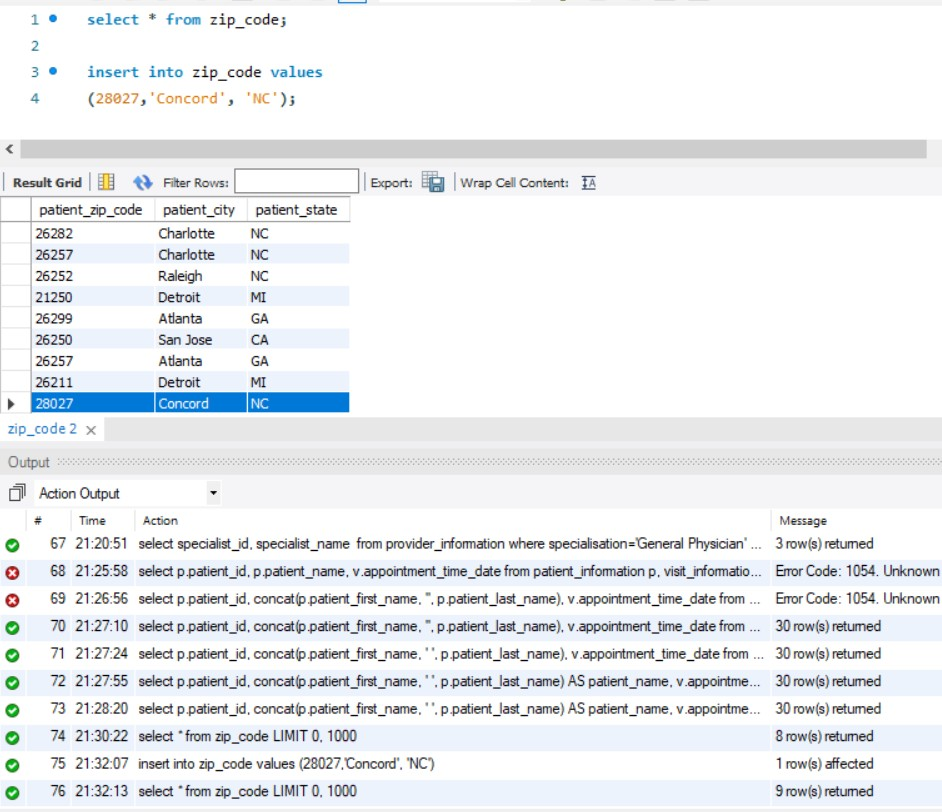 1 select * from zip_code;
2
3 insert into zip_code values
4 (28027,'Concord', 'NC');
Result Grid Filter Rows: Export: Wrap Cell Content:
patient_zip_code patient_city patient_state
26282 Charlotte NC
26257 Charlotte NC
26252 Raleigh NC
21250 Detroit MI
26299 Atlanta GA
26250 San Jose CA
26257 Atlanta GA
26211 Detroit MI
28027 Concord NC
zip_code 2
Output
Action Output
# Time Action Message
67 21:20:51 select specialist_id, specialist_name from provider_information where specialisation='General Physician' ... 3 row(s) returned
68 21:25:58 select p.patient_id, p.patient_name, v.appointment_time_date from patient_information p, visit_informatio... Error Code: 1054. Unknown
69 21:26:56 select p.patient_id, concat(p.patient_first_name, '', p.patient_last_name), v.appointment_time_date from ... Error Code: 1054. Unknown
70 21:27:10 select p.patient_id, concat(p.patient_first_name, '', p.patient_last_name), v.appointment_time_date from ... 30 row(s) returned
71 21:27:24 select p.patient_id, concat(p.patient_first_name, ' ', p.patient_last_name), v.appointment_time_date from ... 30 row(s) returned
72 21:27:55 select p.patient_id, concat(p.patient_first_name, ' ', p.patient_last_name) AS patient_name, v.appointme... 30 row(s) returned
73 21:28:20 select p.patient_id, concat(p.patient_first_name, ' ', p.patient_last_name) AS patient_name, v.appointme... 30 row(s) returned
74 21:30:22 select * from zip_code LIMIT 0, 1000 8 row(s) returned
75 21:32:07 insert into zip_code values (28027,'Concord', 'NC') 1 row(s) affected
76 21:32:13 select * from zip_code LIMIT 0, 1000 9 row(s) returned